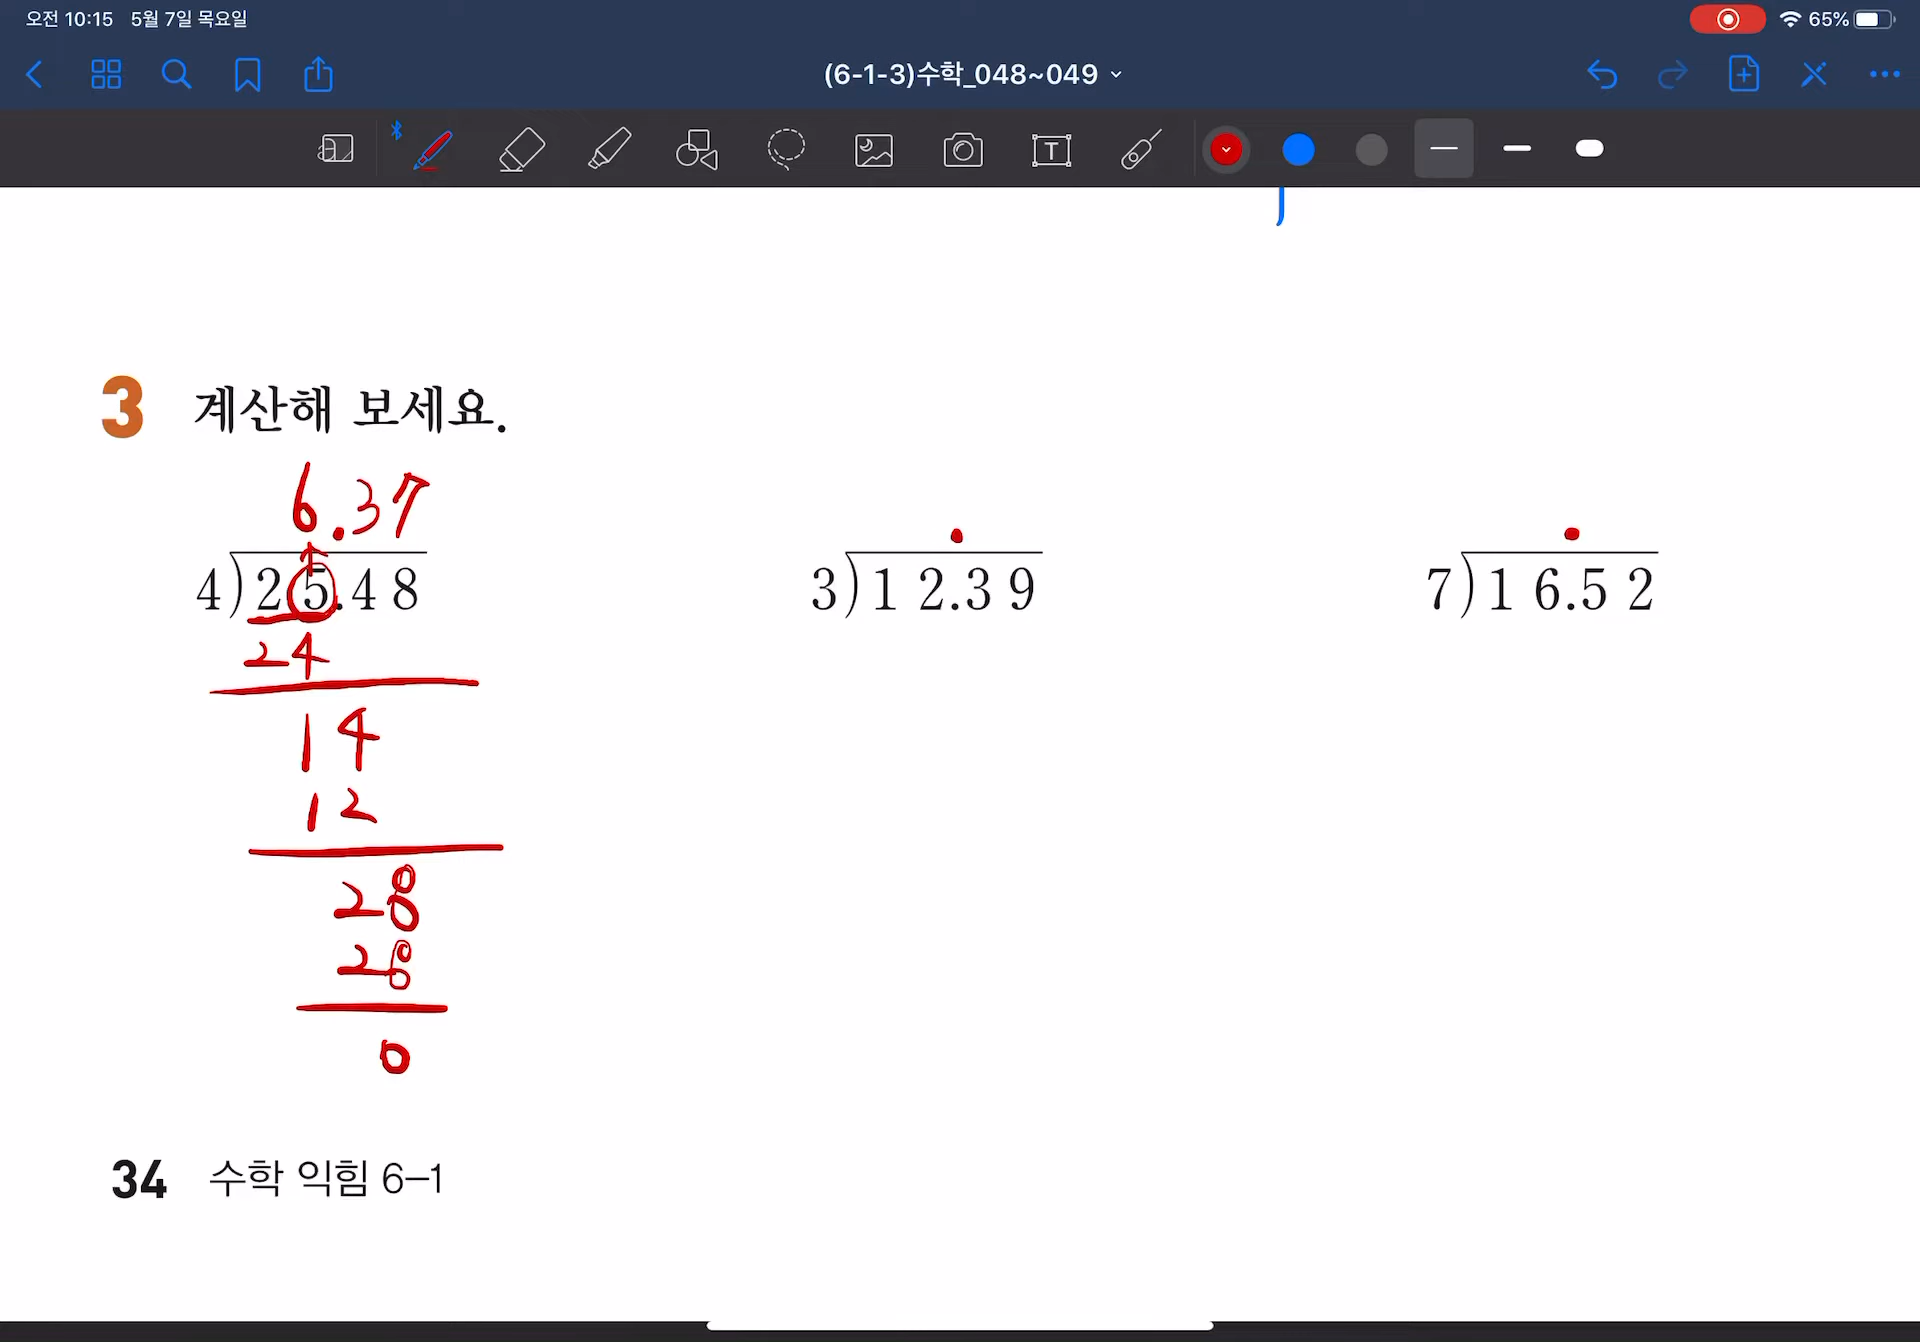 오전 10:15 5월 7일 목요일
65%
(6-1-3)수학_048~049
3 계산해 보세요.
6.37
4)25.48
24
14
12
28
28
0
3)12.39
7)16.52
34 수학 익힘 6-1